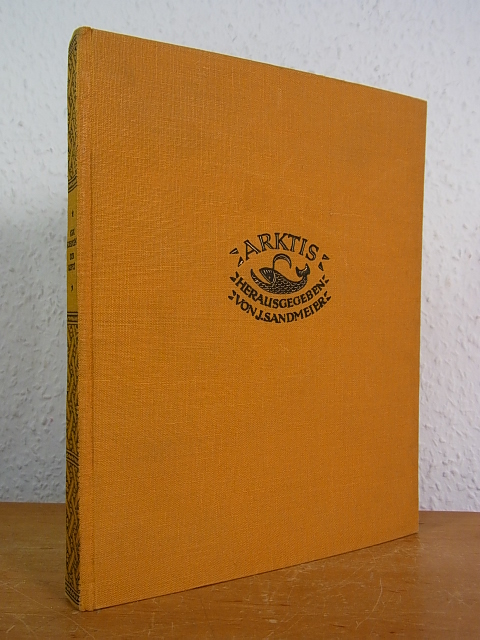 ARKTIS
HERAUSGEGEBEN
VON J. SANDMEIER